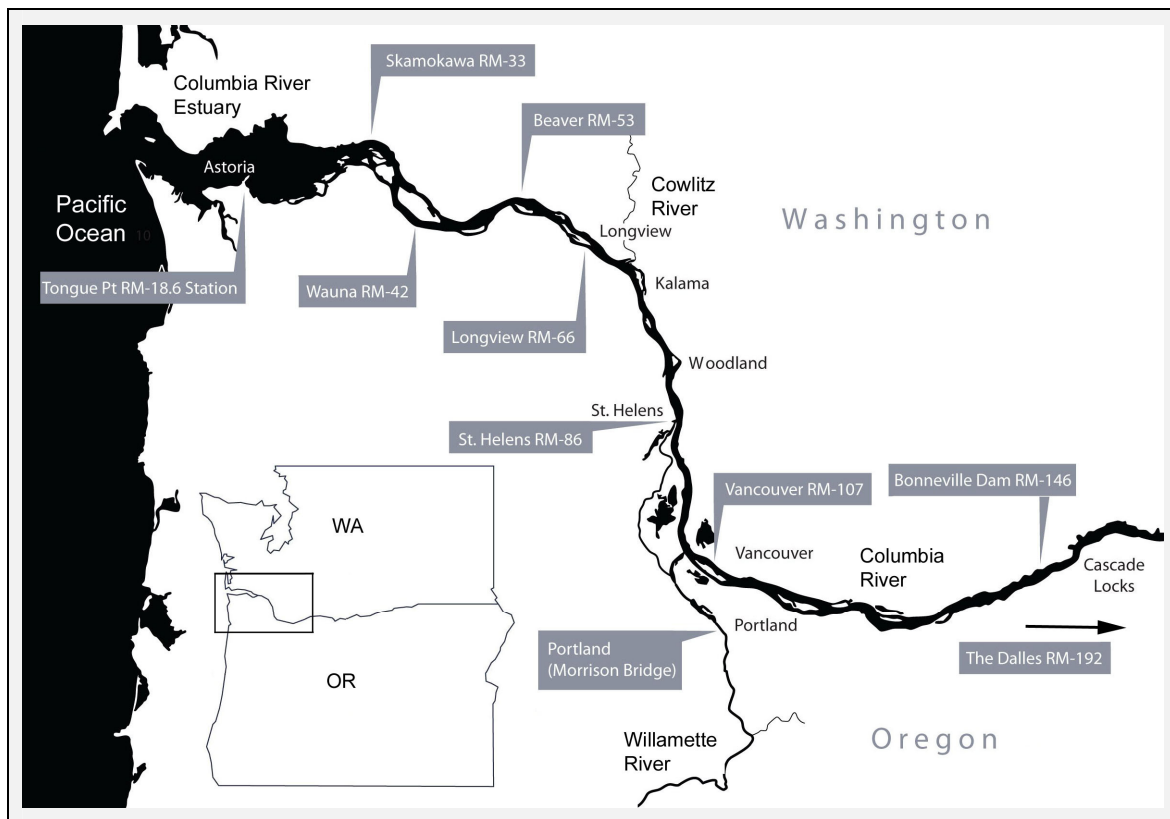 Skamokawa RM-33
Columbia River
Estuary
Beaver RM-53
Astoria
Cowlitz
River
Pacific
Ocean
10
Washington
Longview
Tongue Pt RM-18.6 Station
Wauna RM-42
Kalama
Longview RM-66
Woodland
St. Helens
St. Helens RM-86
Vancouver RM-107
Bonneville Dam RM-146
WA
Vancouver
Columbia
River
Cascade
Locks
Portland
Portland
(Morrison Bridge)
The Dalles RM-192
OR
Willamette
River
Oregon